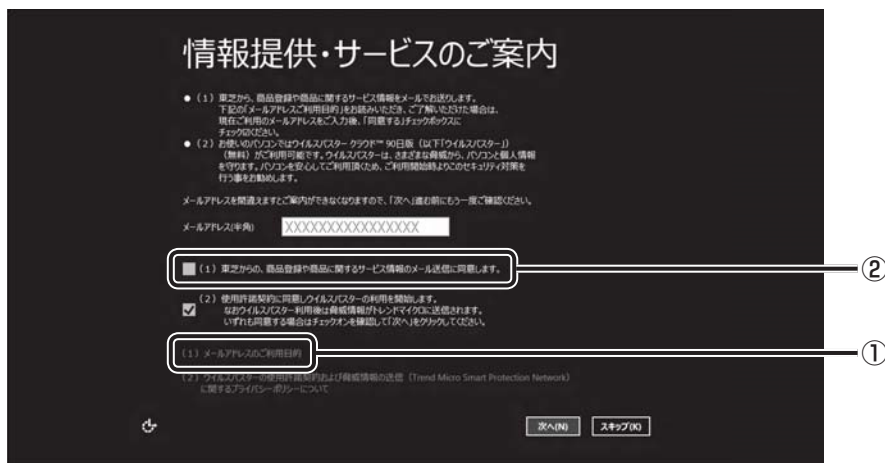 情報提供・サービスのご案内
● (1) 東芝から、商品登録や商品に関するサービス情報をメールでお送りします。
下記の「メールアドレスご利用目的」をお読みいただき、ご了解いただけた場合は、
現在ご利用のメールアドレスをご入力後、「同意する」チェックボックスに
チェックください。
● (2) お使いのパソコンではウイルスバスター クラウド™ 90日版 (以下「ウイルスバスター」)
(無料) がご利用可能です。ウイルスバスターは、さまざまな脅威から、パソコンと個人情報
を守ります。パソコンを安心してご利用頂くため、ご利用開始時よりこのセキュリティ対策を
行う事をお勧めします。
メールアドレスを間違えますとご案内ができなくなりますので、「次へ」進む前にもう一度ご確認ください。
メールアドレス(半角) XXXXXXXXXXXXXXXX
(1) 東芝からの、商品登録や商品に関するサービス情報のメール送信に同意します。
②
(2) 使用許諾契約に同意しウイルスバスターの利用を開始します。
なおウイルスバスター利用後は脅威情報がトレンドマイクロに送信されます。
いずれも同意する場合はチェックオンを確認して「次へ」をクリックしてください。
(1) メールアドレスのご利用目的
①
(2) ウイルスバスターの使用許諾契約および脅威情報の送信 (Trend Micro Smart Protection Network)
に関するプライバシーポリシーについて
次へ(N) スキップ(K)